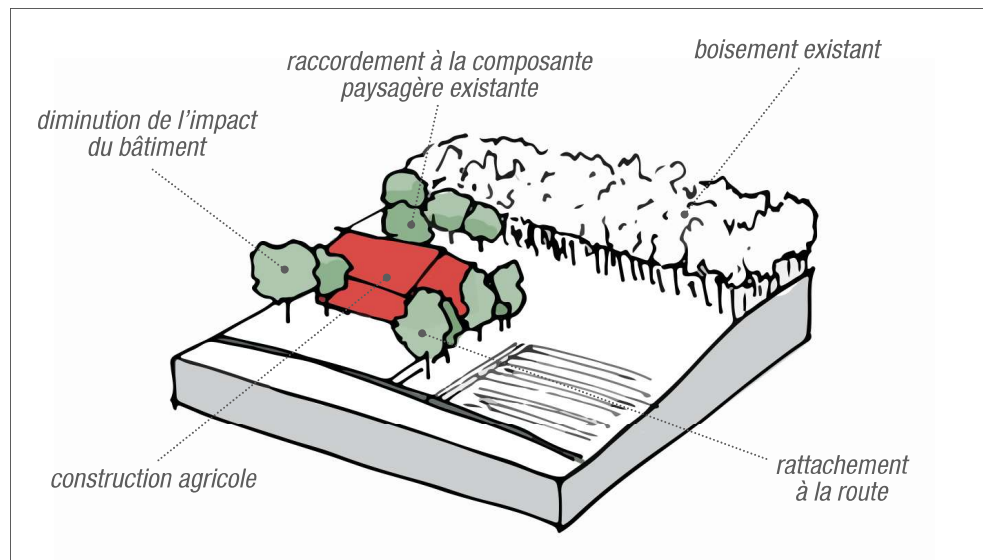 raccordement à la composante
paysagère existante
boisement existant
diminution de l'impact
du bâtiment
construction agricole
rattachement
à la route